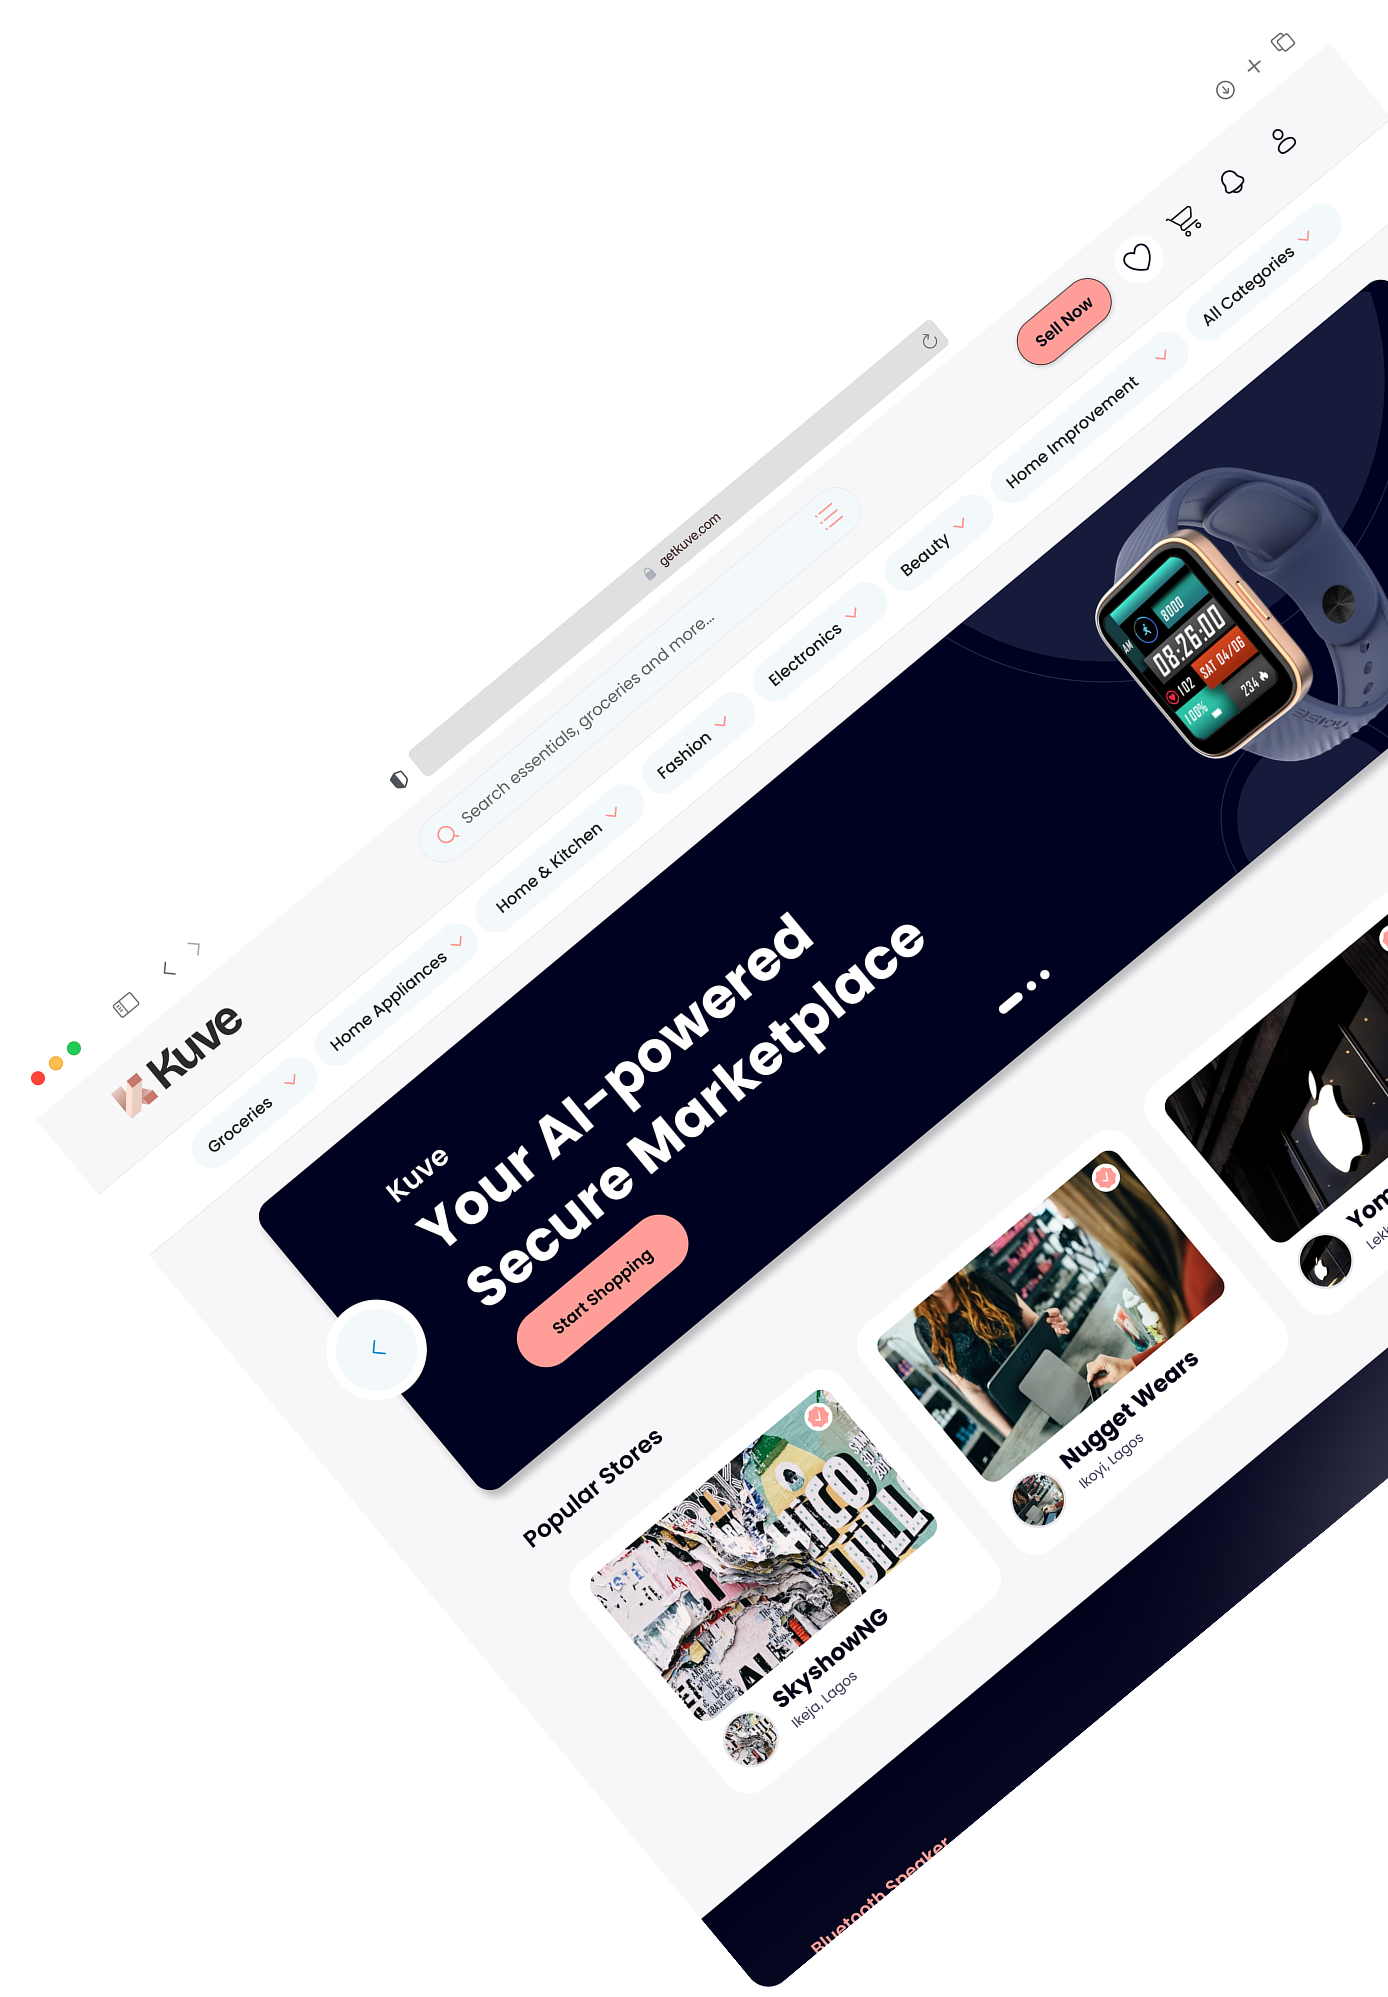 getkuve.com
Kuve
Search essentials, groceries and more...
Sell Now
Groceries
Home Appliances
Home & Kitchen
Fashion
Electronics
Beauty
Home Improvement
All Categories
Kuve
Your AI-powered
Secure Marketplace
Start Shopping
8000
AM
08:26:00
102
SAT 04/06
100%
234
noise
Popular Stores
SkyshowNG
Ikeja, Lagos
Nugget Wears
Ikoyi, Lagos
Bluetooth Speaker